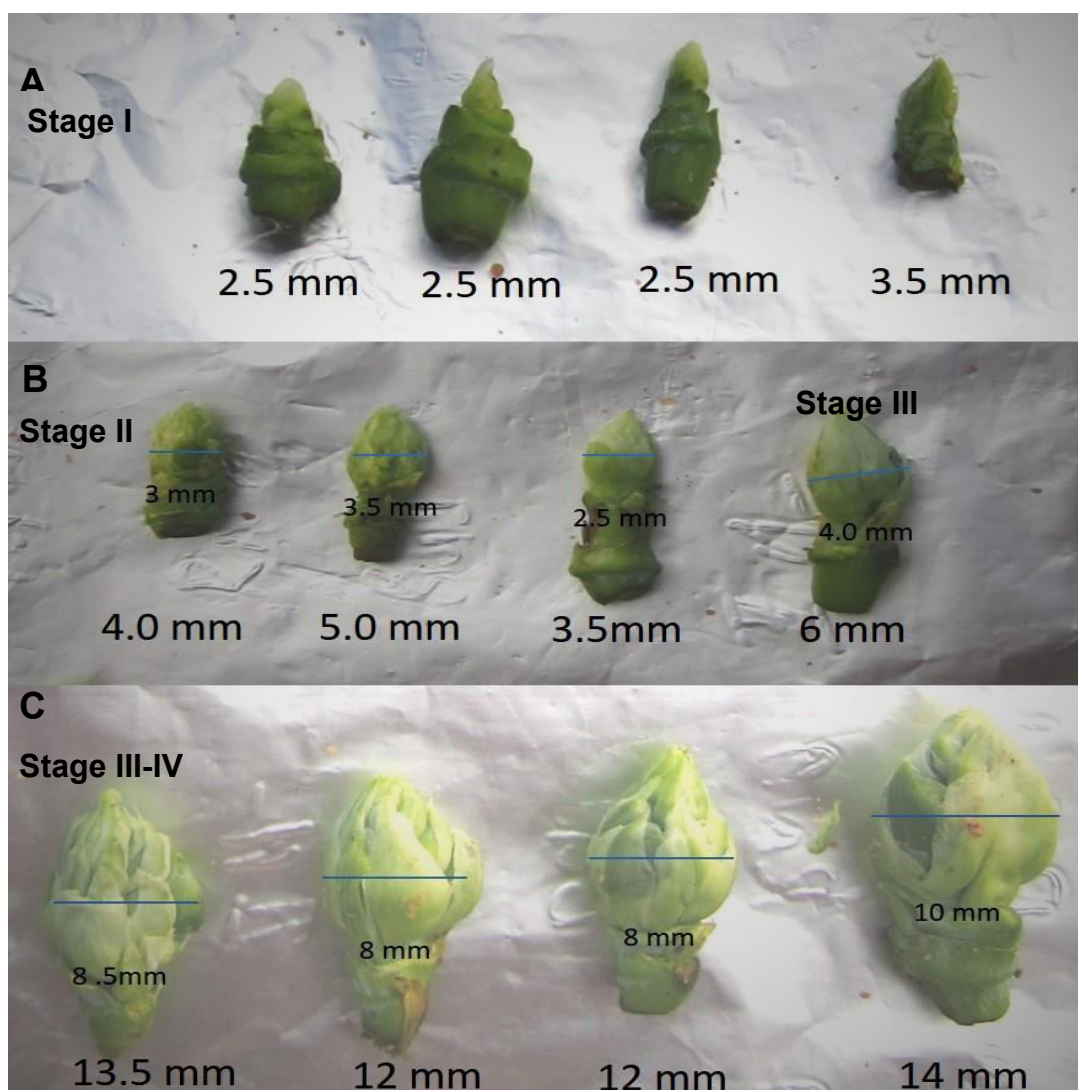 A
Stage I
2.5 mm 2.5 mm 2.5 mm 3.5 mm
B
Stage II
Stage III
3 mm 3.5 mm 2.5 mm 4.0 mm
4.0 mm 5.0 mm 3.5mm 6 mm
C
Stage III-IV
8 .5mm 8 mm 8 mm 10 mm
13.5 mm 12 mm 12 mm 14 mm